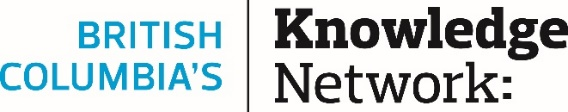 BRITISH
COLUMBIA'S
Knowledge
Network: